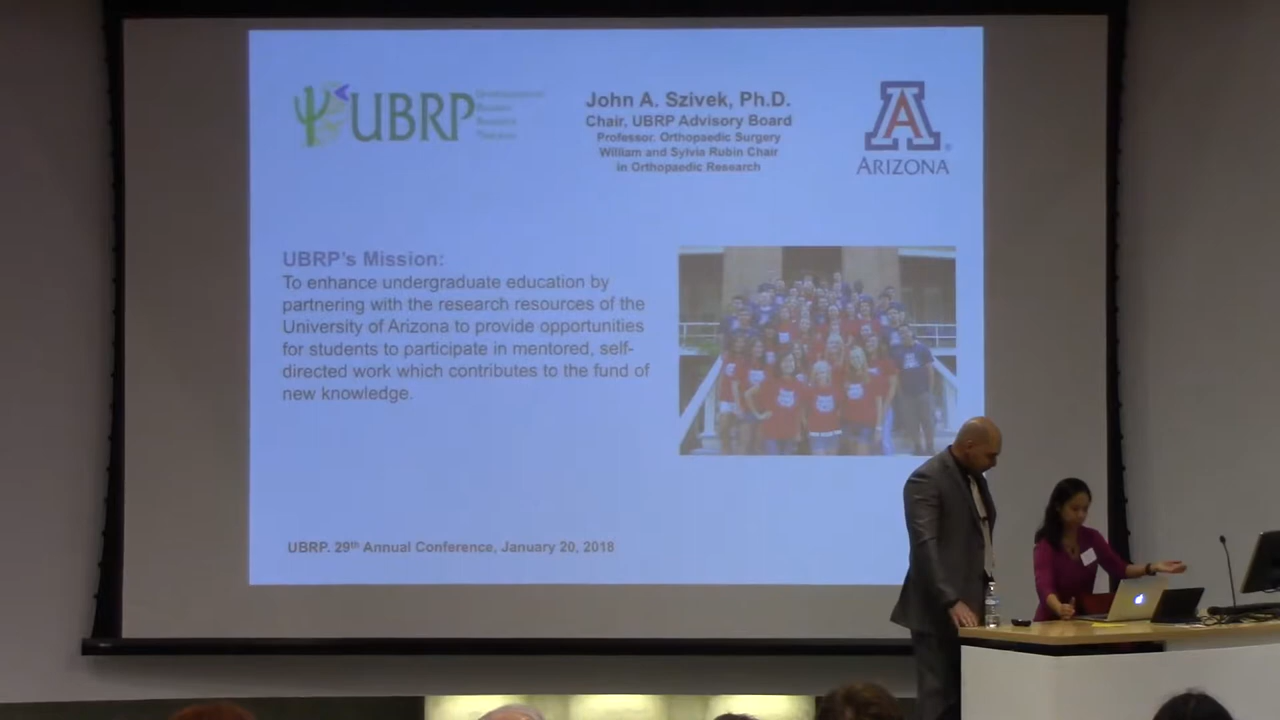 UBRP
John A. Szivek, Ph.D.
Chair, UBRP Advisory Board
Professor. Orthopaedic Surgery
William and Sylvia Rubin Chair
in Orthopaedic Research
A
ARIZONA
UBRP's Mission:
To enhance undergraduate education by
partnering with the research resources of the
University of Arizona to provide opportunities
for students to participate in mentored, self-
directed work which contributes to the fund of
new knowledge.
UBRP. 29th Annual Conference, January 20, 2018